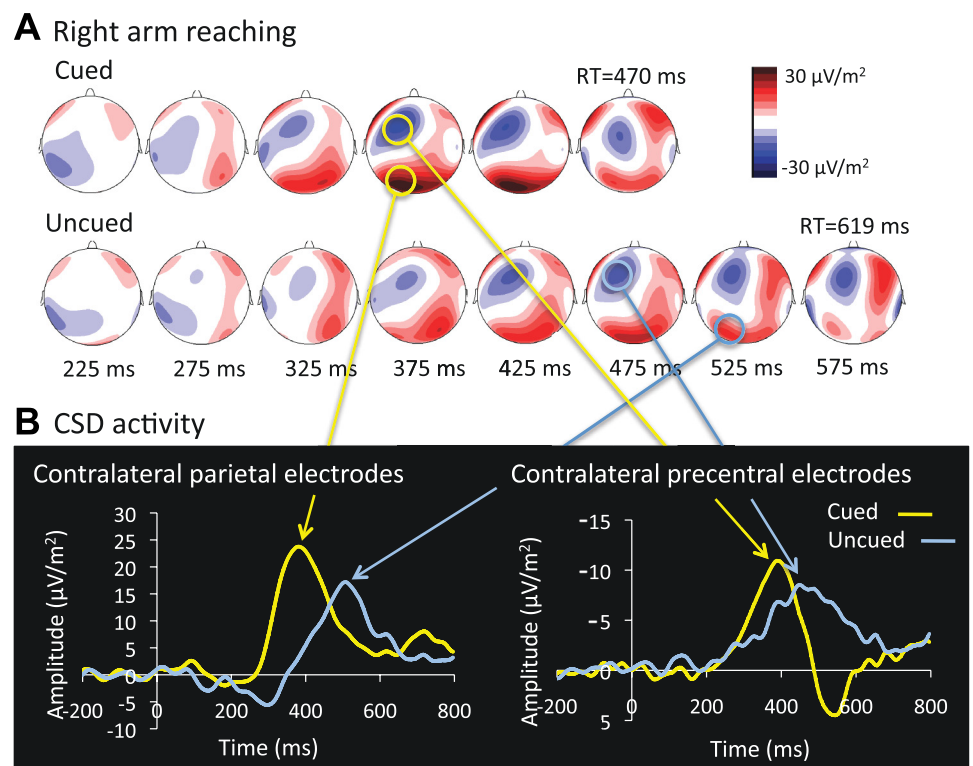 A Right arm reaching
Cued
RT=470 ms
30 µV/m²
-30 µV/m²
Uncued
RT=619 ms
225 ms 275 ms 325 ms 375 ms 425 ms 475 ms 525 ms 575 ms
B CSD activity
Contralateral parietal electrodes
Amplitude (µV/m²)
30
25
20
15
10
5
0
-5
-10
-200 0 200 400 600 800
Time (ms)
Contralateral precentral electrodes
Cued
Uncued
Amplitude (µV/m²)
-15
-10
-5
0
5
-200 0 200 400 600 800
Time (ms)